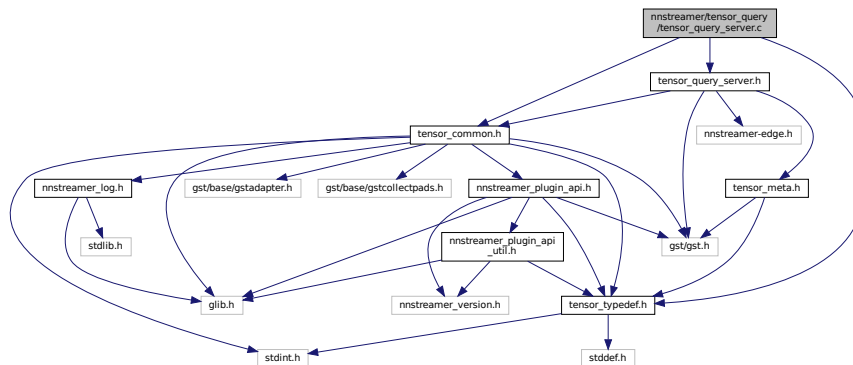 nnstreamer/tensor_query
/tensor_query_server.c
tensor_query_server.h
tensor_common.h
nnstreamer-edge.h
nnstreamer_log.h
gst/base/gstadapter.h
gst/base/gstcollectpads.h
nnstreamer_plugin_api.h
tensor_meta.h
stdlib.h
nnstreamer_plugin_api
_util.h
gst/gst.h
glib.h
nnstreamer_version.h
tensor_typedef.h
stdint.h
stddef.h